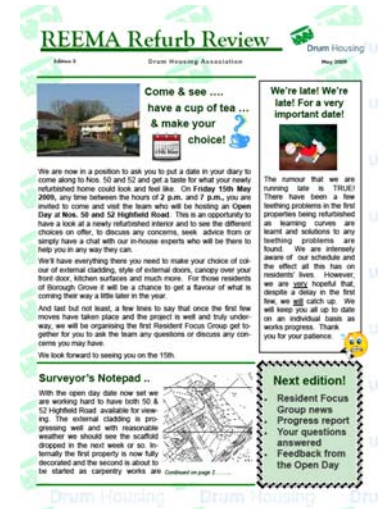 REEMA Refurb Review
Drum Housing
Edition 5
Drum Housing Association
May 2009
Come & see ....
have a cup of tea ...
& make your
choice!
We are now in a position to ask you to put a date in your diary to
come along to Nos. 50 and 52 and get a taste for what your newly
refurbished home could look and feel like. On Friday 15th May
2009, any time between the hours of 2 p.m. and 7 p.m., you are
invited to come and visit the team who will be hosting an Open
Day at Nos. 50 and 52 Highfield Road. This is an opportunity to
have a look at a newly refurbished interior and to see the different
choices on offer, to discuss any concerns, seek advice from or
simply have a chat with our in-house experts who will be there to
help you in any way they can.
We'll have everything there you need to make your choice of col-
our of external cladding, style of external doors, canopy over your
front door, kitchen surfaces and much more. For those residents
of Borough Grove it will be a chance to get a flavour of what is
coming their way a little later in the year.
And last but not least, a few lines to say that once the first few
moves have taken place and the project is well and truly under-
way, we will be organising the first Resident Focus Group get to-
gether for you to ask the team any questions or discuss any con-
cerns you may have.
We look forward to seeing you on the 15th.
We're late! We're
late! For a very
important date!
The rumour that we are
running late is TRUE!
There have been a few
teething problems in the first
properties being refurbished
as learning curves are
learnt and solutions to any
teething problems are
found. We are intensely
aware of our schedule and
the effect all this has on
residents' lives. However,
we are very hopeful that,
despite a delay in the first
few, we will catch up. We
will keep you all up to date
on an individual basis as
works progress. Thank
you for your patience.
Surveyor's Notepad ..
With the open day date now set we
are working hard to have both 50 &
52 Highfield Road available for view-
ing. The external cladding is pro-
gressing well and with reasonable
weather we should see the scaffold
dropped in the next week or so. In-
ternally the first property is now fully
decorated and the second is about to
be started as carpentry works are
Continued on page 2..........
Next edition!
• Resident Focus
Group news
• Progress report
• Your questions
answered
• Feedback from
the Open Day
Drum Housing
Drum Housing